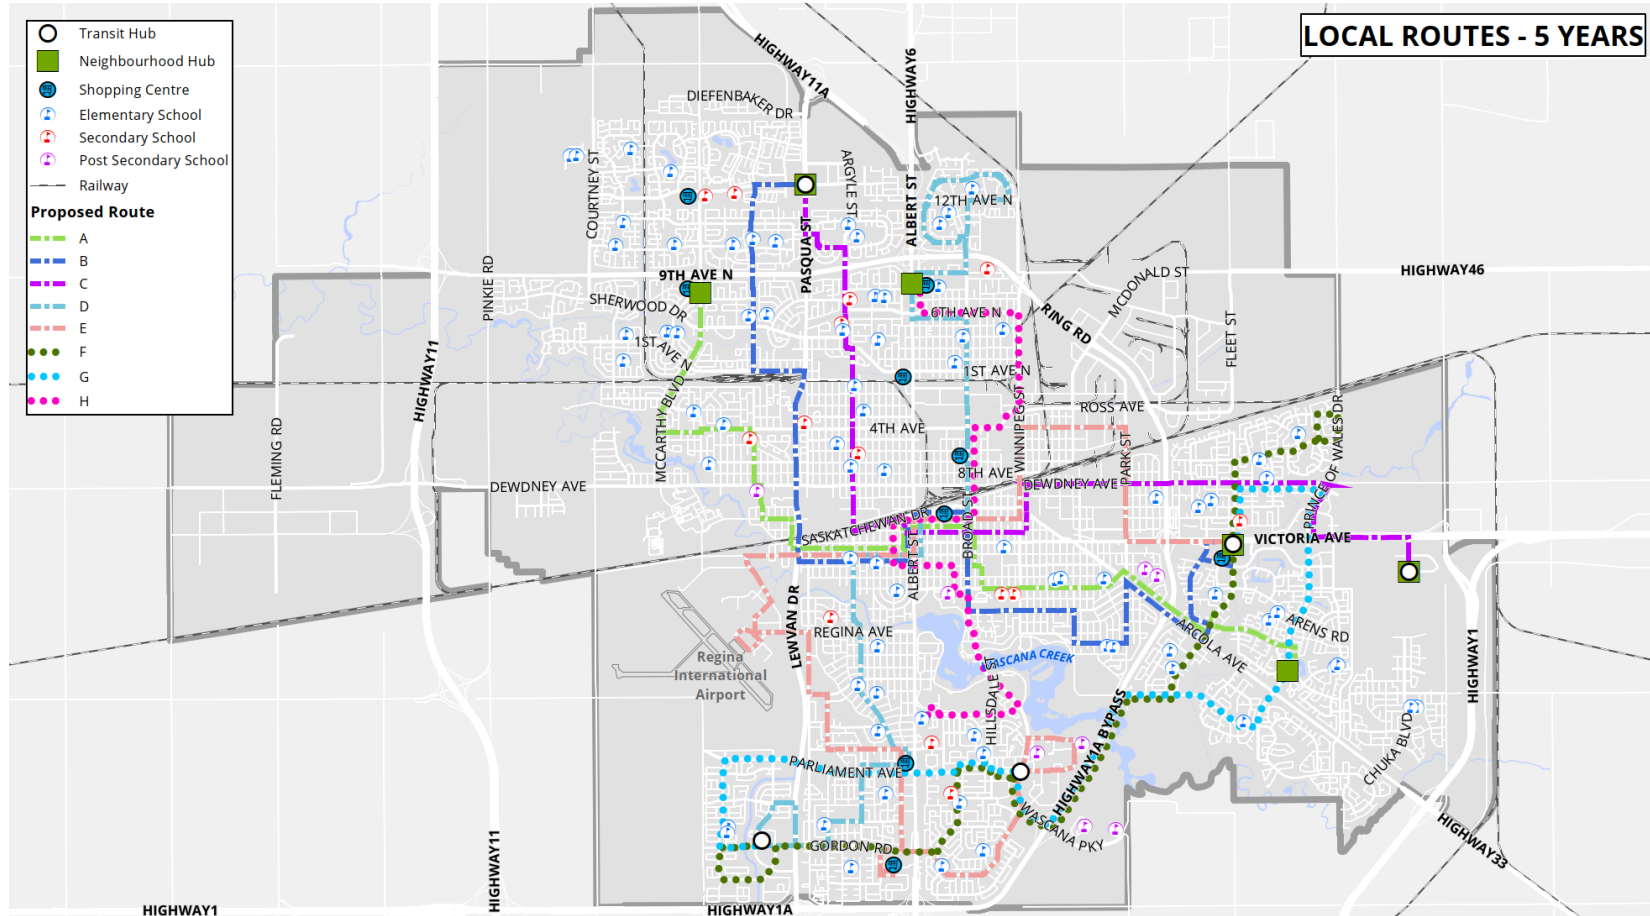 LOCAL ROUTES - 5 YEARS
Transit Hub
Neighbourhood Hub
Shopping Centre
Elementary School
Secondary School
Post Secondary School
Railway
Proposed Route
A
B
C
D
E
F
G
H
HIGHWAY11A
HIGHWAY6
DIEFENBAKER DR
COURTNEY ST
ARGYLE ST
ALBERT ST
12TH AVE N
PASQUA ST
PINKIE RD
9TH AVE N
SHERWOOD DR
1ST AVE N
MCCARTHY BLVD N
6TH AVE N
RING RD
MCDONALD ST
HIGHWAY46
FLEET ST
1ST AVE N
WINNIPEG ST
ROSS AVE
HIGHWAY11
FLEMING RD
4TH AVE
8TH AVE
DEWDNEY AVE
DEWDNEY AVE
PARK ST
PRINCE OF WALES DR
SASKATCHEWAN DR
ALBERT ST
BROAD ST
VICTORIA AVE
LEWVAN DR
REGINA AVE
Regina
International
Airport
WASCANA CREEK
HILLSDALE ST
ARCOLA AVE
ARENS RD
HIGHWAY1
HIGHWAY1A BYPASS
CHUKA BLVD
PARLIAMENT AVE
WASCANA PKY
GORDON RD
HIGHWAY33
HIGHWAY11
HIGHWAY1
HIGHWAY1A